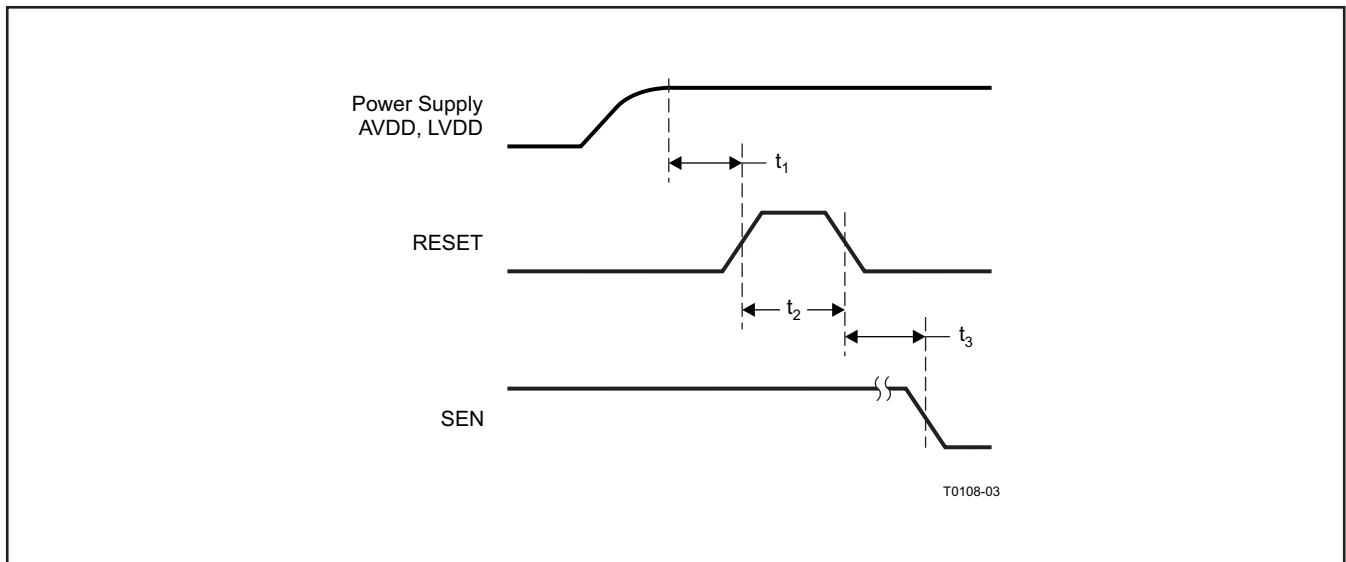 Power Supply
AVDD, LVDD
t1
RESET
t2
t3
SEN
T0108-03